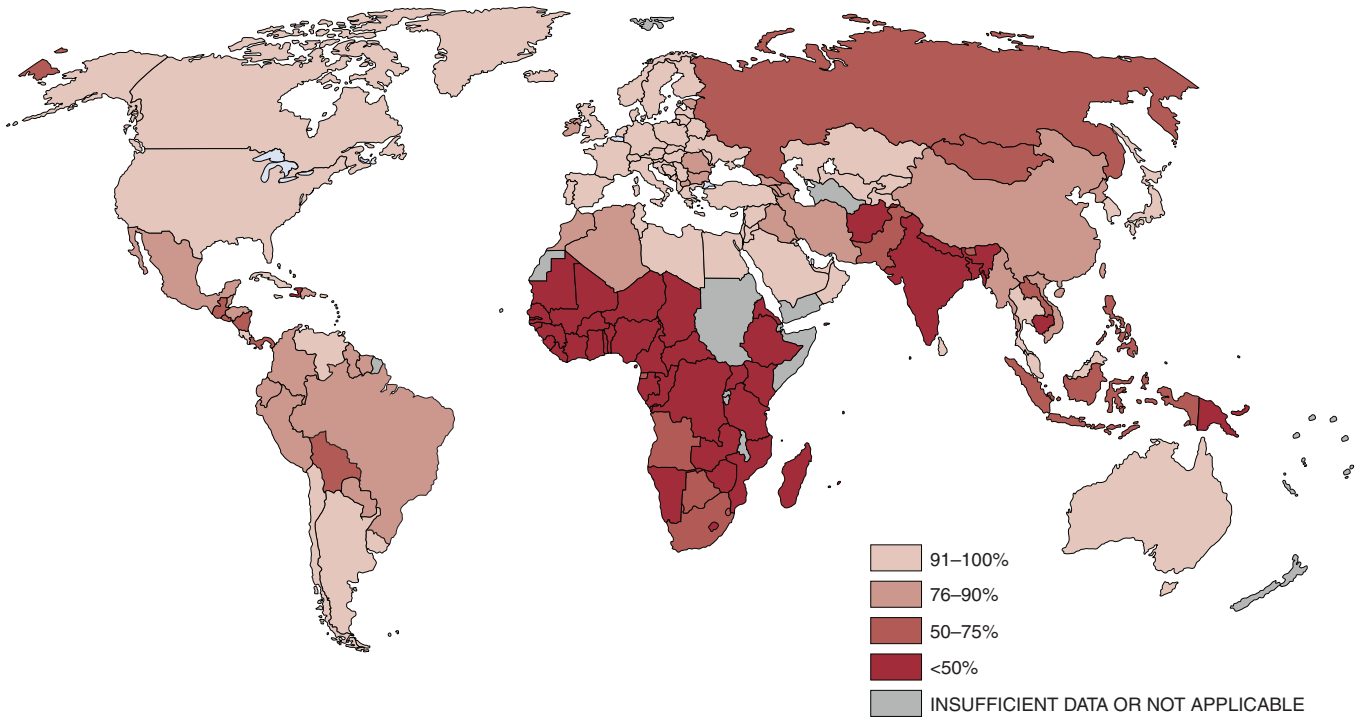 91–100%
76–90%
50–75%
<50%
INSUFFICIENT DATA OR NOT APPLICABLE